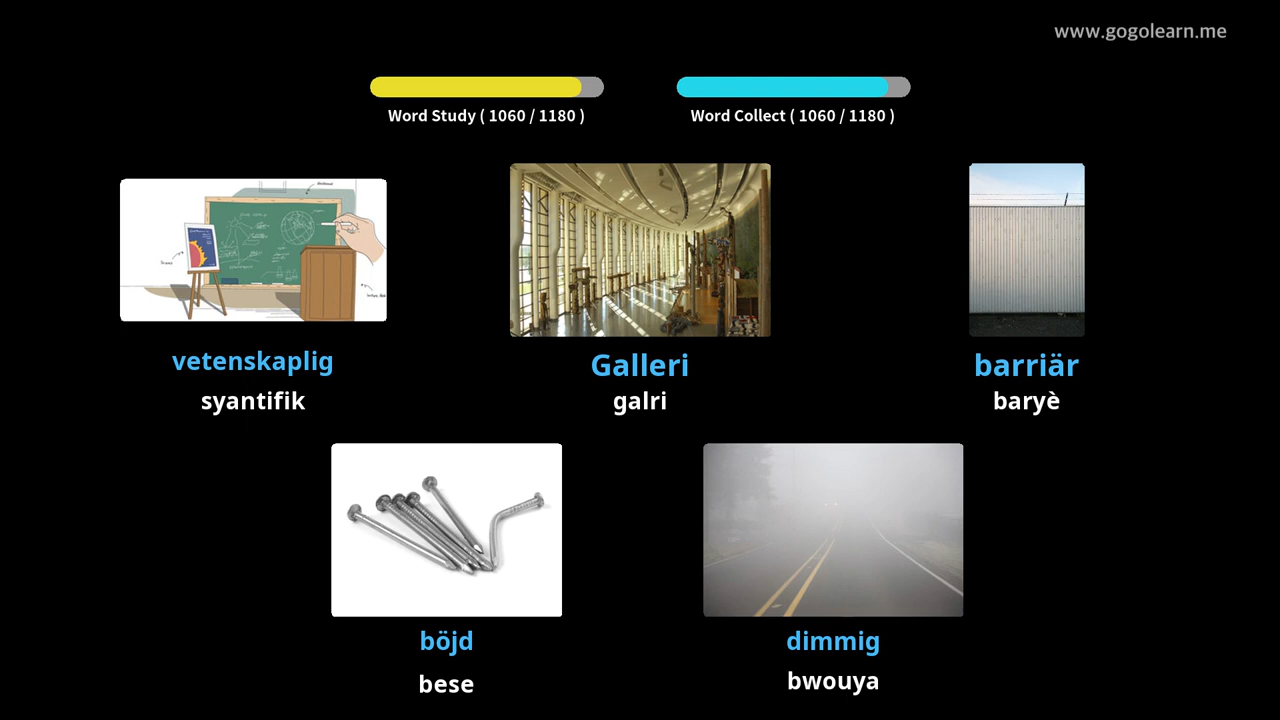 www.gogolearn.me
Word Study ( 1060 / 1180 )
Word Collect ( 1060 / 1180 )
vetenskaplig
syantifik
Galleri
galri
barriär
baryè
böjd
bese
dimmig
bwouya